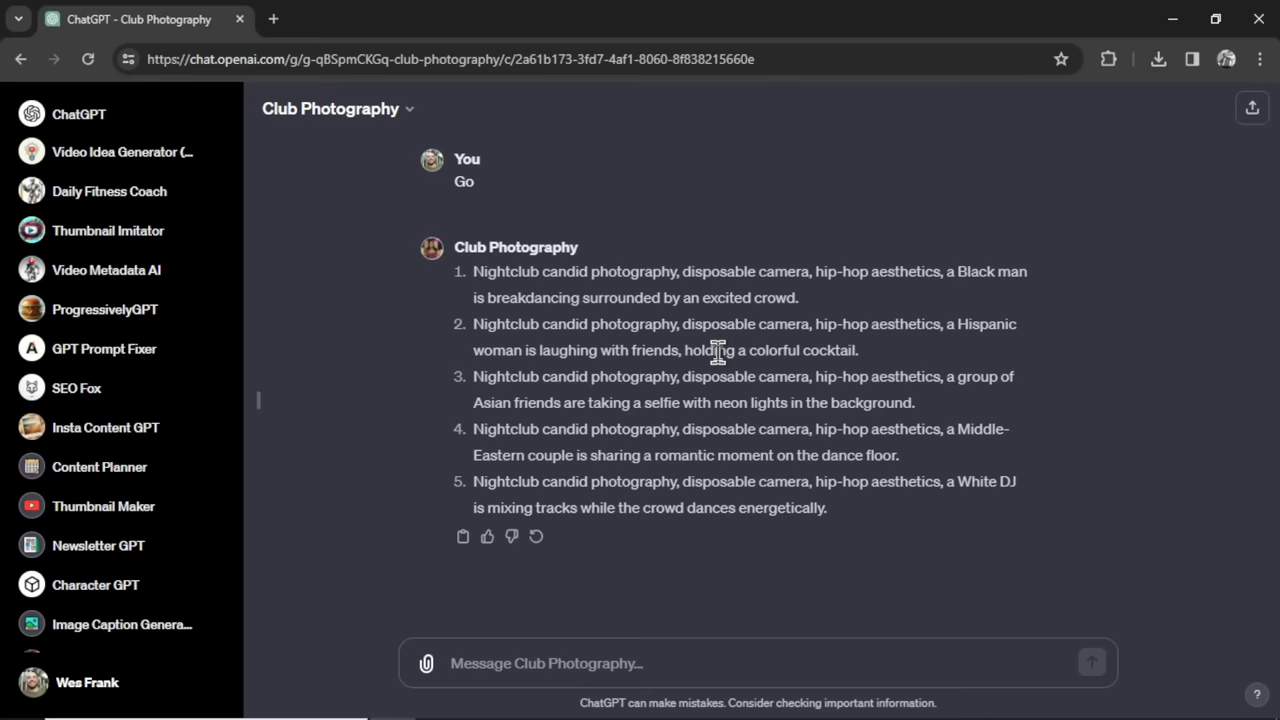 ChatGPT - Club Photography
https://chat.openai.com/g/g-qBSpmCKGq-club-photography/c/2a61b173-3fd7-4af1-8060-8f838215660e
ChatGPT
Video Idea Generator (...
Daily Fitness Coach
Thumbnail Imitator
Video Metadata AI
ProgressivelyGPT
GPT Prompt Fixer
SEO Fox
Insta Content GPT
Content Planner
Thumbnail Maker
Newsletter GPT
Character GPT
Image Caption Genera...
Wes Frank
Club Photography
You
Go
Club Photography
1. Nightclub candid photography, disposable camera, hip-hop aesthetics, a Black man
is breakdancing surrounded by an excited crowd.
2. Nightclub candid photography, disposable camera, hip-hop aesthetics, a Hispanic
woman is laughing with friends, holding a colorful cocktail.
3. Nightclub candid photography, disposable camera, hip-hop aesthetics, a group of
Asian friends are taking a selfie with neon lights in the background.
4. Nightclub candid photography, disposable camera, hip-hop aesthetics, a Middle-
Eastern couple is sharing a romantic moment on the dance floor.
5. Nightclub candid photography, disposable camera, hip-hop aesthetics, a White DJ
is mixing tracks while the crowd dances energetically.
Message Club Photography...
ChatGPT can make mistakes. Consider checking important information.
?